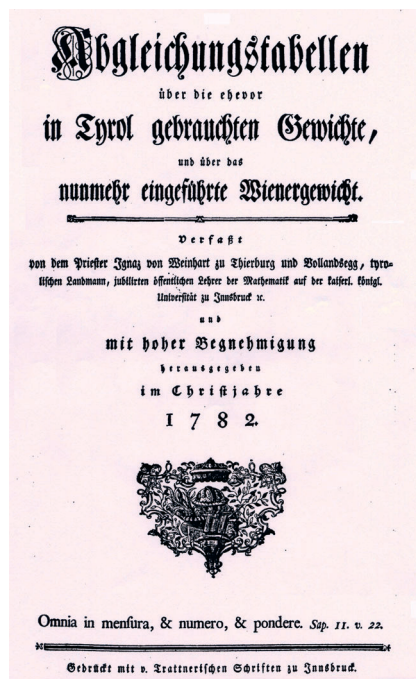 Abgleichungstabellen
über die ehevor
in Tyrol gebrauchten Gewichte,
und über das
nunmehr eingeführte Wienergewicht.
Verfaßt
von dem Priester Ignaz von Weinhart zu Thierburg und Vollandsegg, tyro-
lischen Landmann, jubilirten öffentlichen Lehrer der Mathematik auf der kaiserl. königl.
Universität zu Innsbruck ꝛc.
und
mit hoher Begnehmigung
herausgegeben
im Christjahre
1782.
Omnia in menſura, & numero, & pondere. Sap. 11. v. 22.
Gedrückt mit v. Trattnerischen Schriften zu Innsbruck.